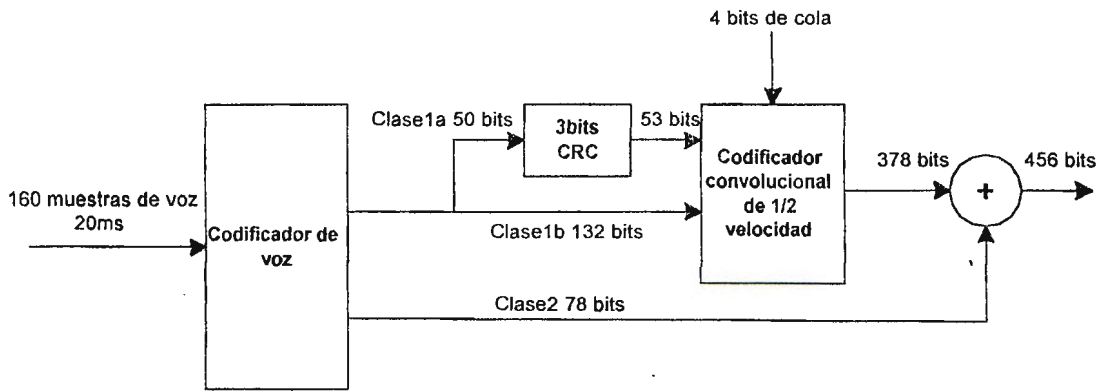 4 bits de cola
Clase1a 50 bits
3bits
CRC
53 bits
Codificador
convolucional
de 1/2
velocidad
378 bits
456 bits
+
160 muestras de voz
20ms
Codificador de
voz
Clase1b 132 bits
Clase2 78 bits